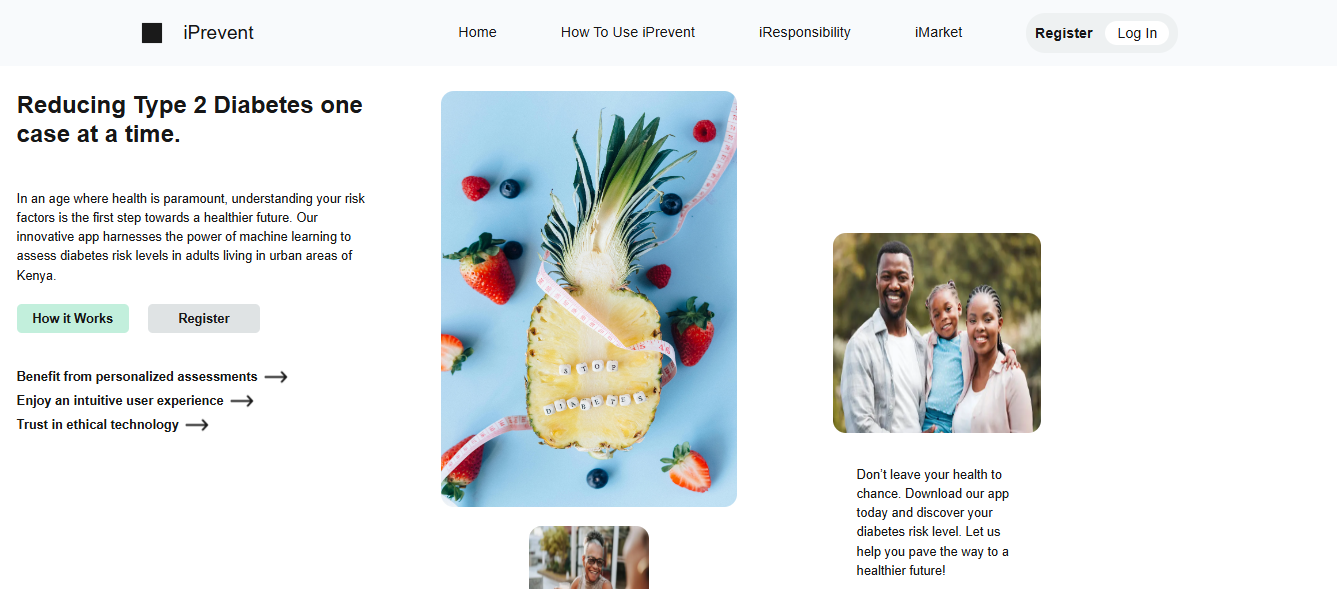 iPrevent
Home
How To Use iPrevent
iResponsibility
iMarket
Register
Log In
Reducing Type 2 Diabetes one
case at a time.
In an age where health is paramount, understanding your risk
factors is the first step towards a healthier future. Our
innovative app harnesses the power of machine learning to
assess diabetes risk levels in adults living in urban areas of
Kenya.
How it Works
Register
Benefit from personalized assessments
Enjoy an intuitive user experience
Trust in ethical technology
STOP
DIABETES
Don't leave your health to
chance. Download our app
today and discover your
diabetes risk level. Let us
help you pave the way to a
healthier future!